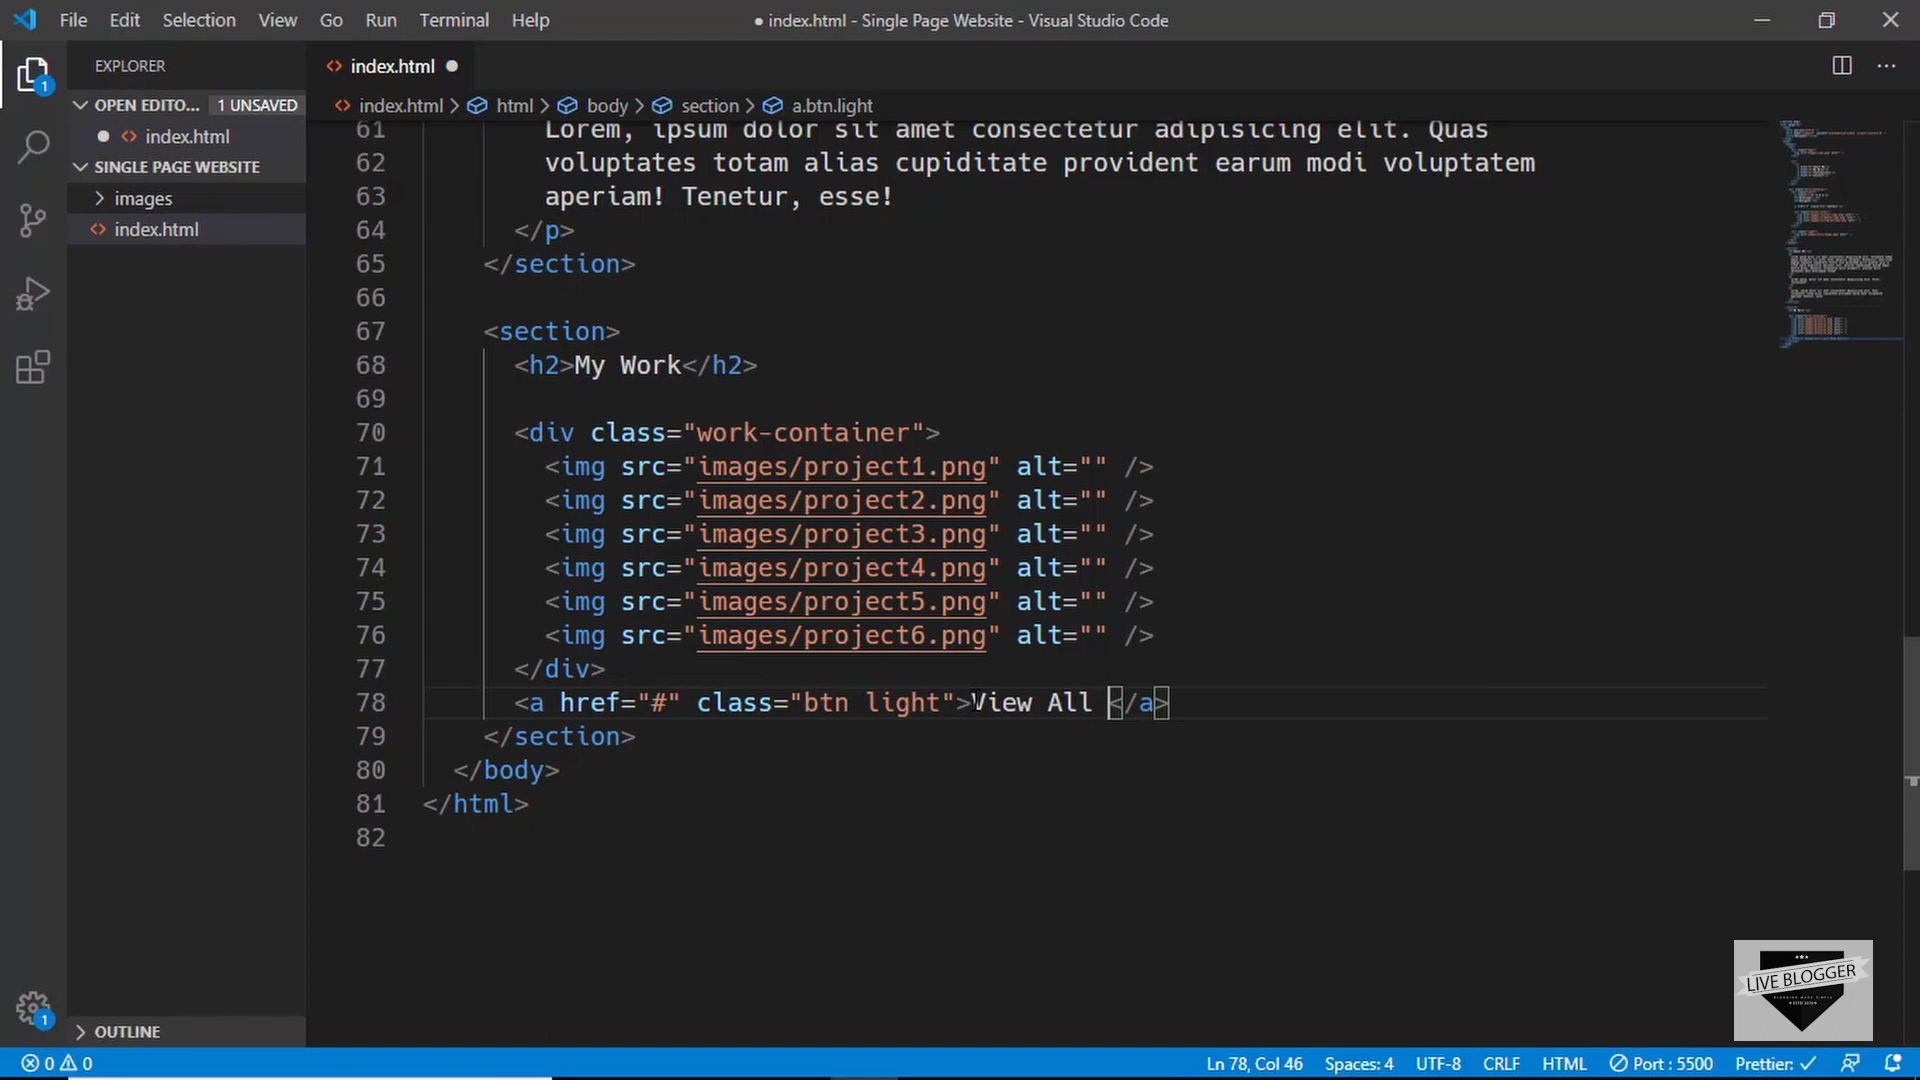 File Edit Selection View Go Run Terminal Help
● index.html - Single Page Website - Visual Studio Code
EXPLORER
OPEN EDITO... 1 UNSAVED
index.html
SINGLE PAGE WEBSITE
images
index.html
OUTLINE
1
1
index.html
index.html > html > body > section > a.btn.light
61 Lorem, ipsum dolor sit amet consectetur adipisicing elit. Quas
62 voluptates totam alias cupiditate provident earum modi voluptatem
63 aperiam! Tenetur, esse!
64 </p>
65 </section>
66
67 <section>
68 <h2>My Work</h2>
69
70 <div class="work-container">
71 <img src="images/project1.png" alt="" />
72 <img src="images/project2.png" alt="" />
73 <img src="images/project3.png" alt="" />
74 <img src="images/project4.png" alt="" />
75 <img src="images/project5.png" alt="" />
76 <img src="images/project6.png" alt="" />
77 </div>
78 <a href="#" class="btn light">View All </a>
79 </section>
80 </body>
81 </html>
82
LIVE BLOGGER
0 0 Ln 78, Col 46 Spaces: 4 UTF-8 CRLF HTML Port : 5500 Prettier: ✓